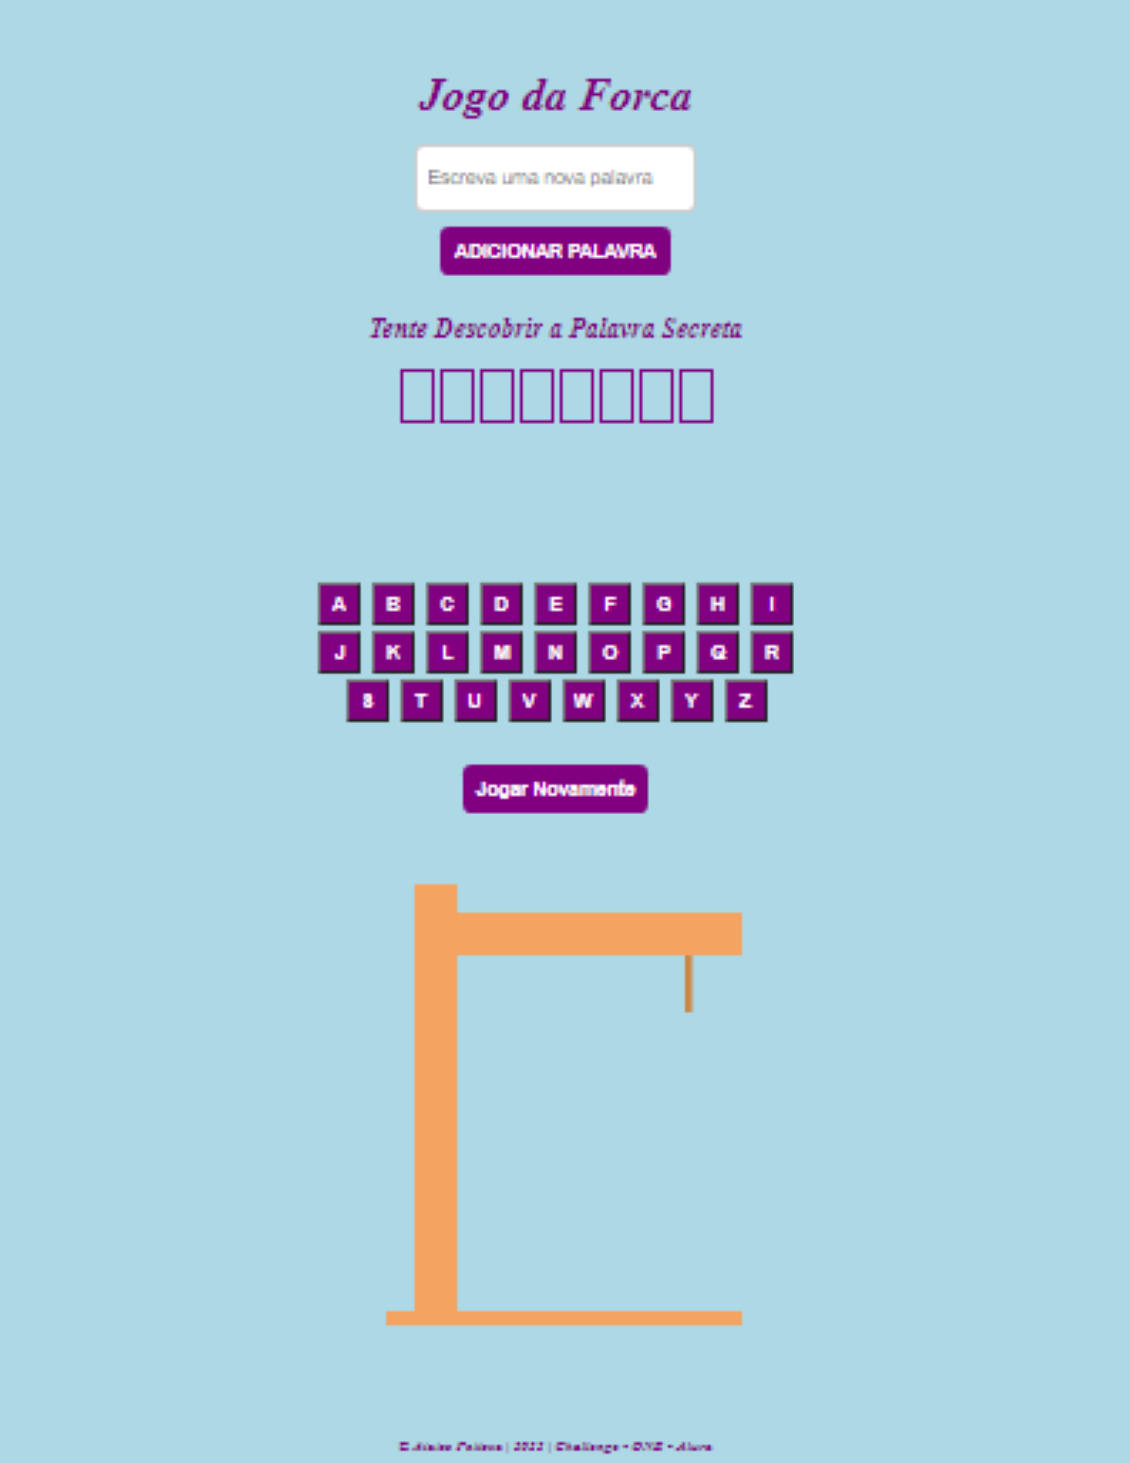 Jogo da Forca
Escreva uma nova palavra
ADICIONAR PALAVRA
Tente Descobrir a Palavra Secreta
A B C D E F G H I
J K L M N O P Q R
S T U V W X Y Z
Jogar Novamente
© | 2022 | Challenge - ONE - Alura